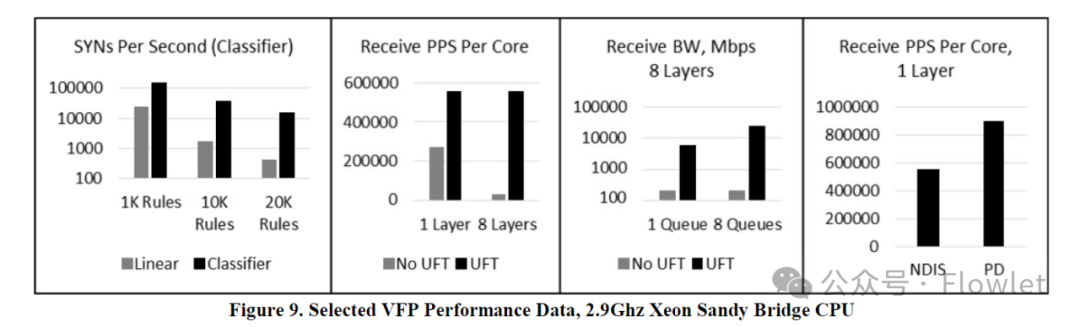 SYNs Per Second (Classifier)
100000
10000
1000
100
1K Rules
10K
Rules
20K
Rules
Linear
Classifier
Receive PPS Per Core
600000
400000
200000
0
1 Layer
8 Layers
No UFT
UFT
Receive BW, Mbps
8 Layers
100000
10000
1000
100
1 Queue
8 Queues
No UFT
UFT
Receive PPS Per Core,
1 Layer
1000000
800000
600000
400000
200000
0
NDIS
PD
公众号 · Flowlet
Figure 9. Selected VFP Performance Data, 2.9Ghz Xeon Sandy Bridge CPU